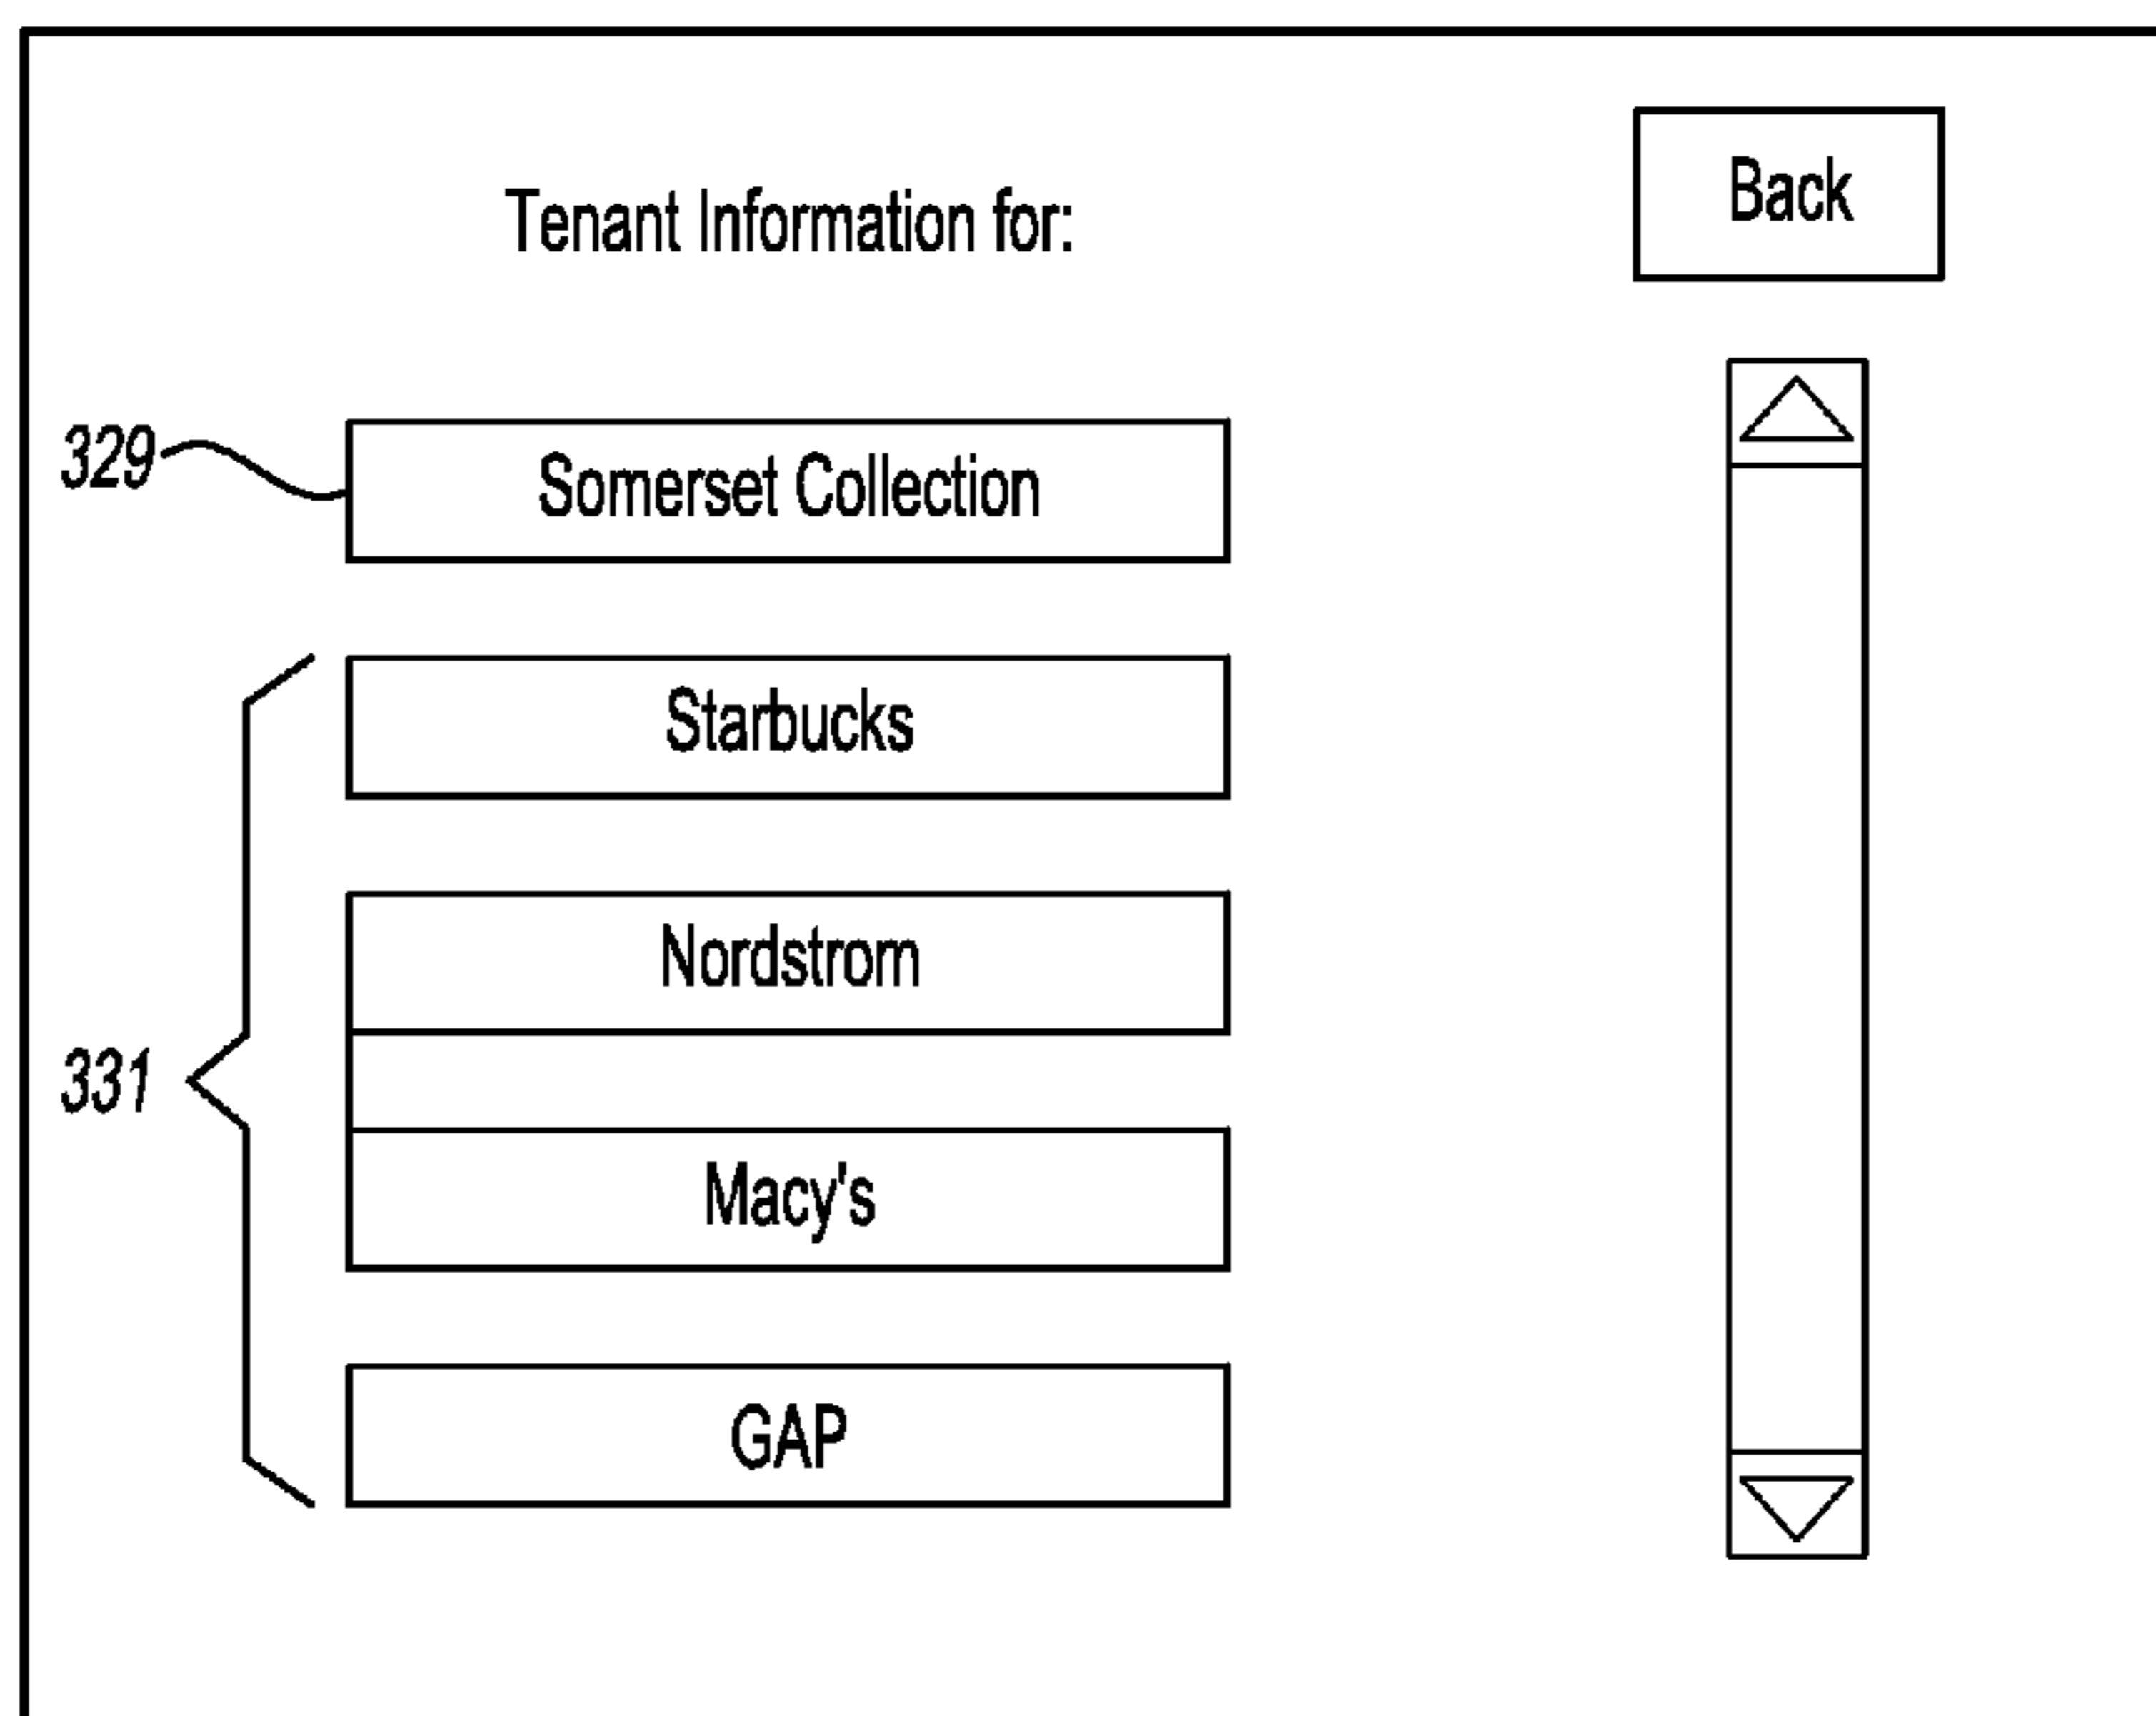 Tenant Information for:
Back
329
Somerset Collection
Starbucks
Nordstrom
331
Macy's
GAP